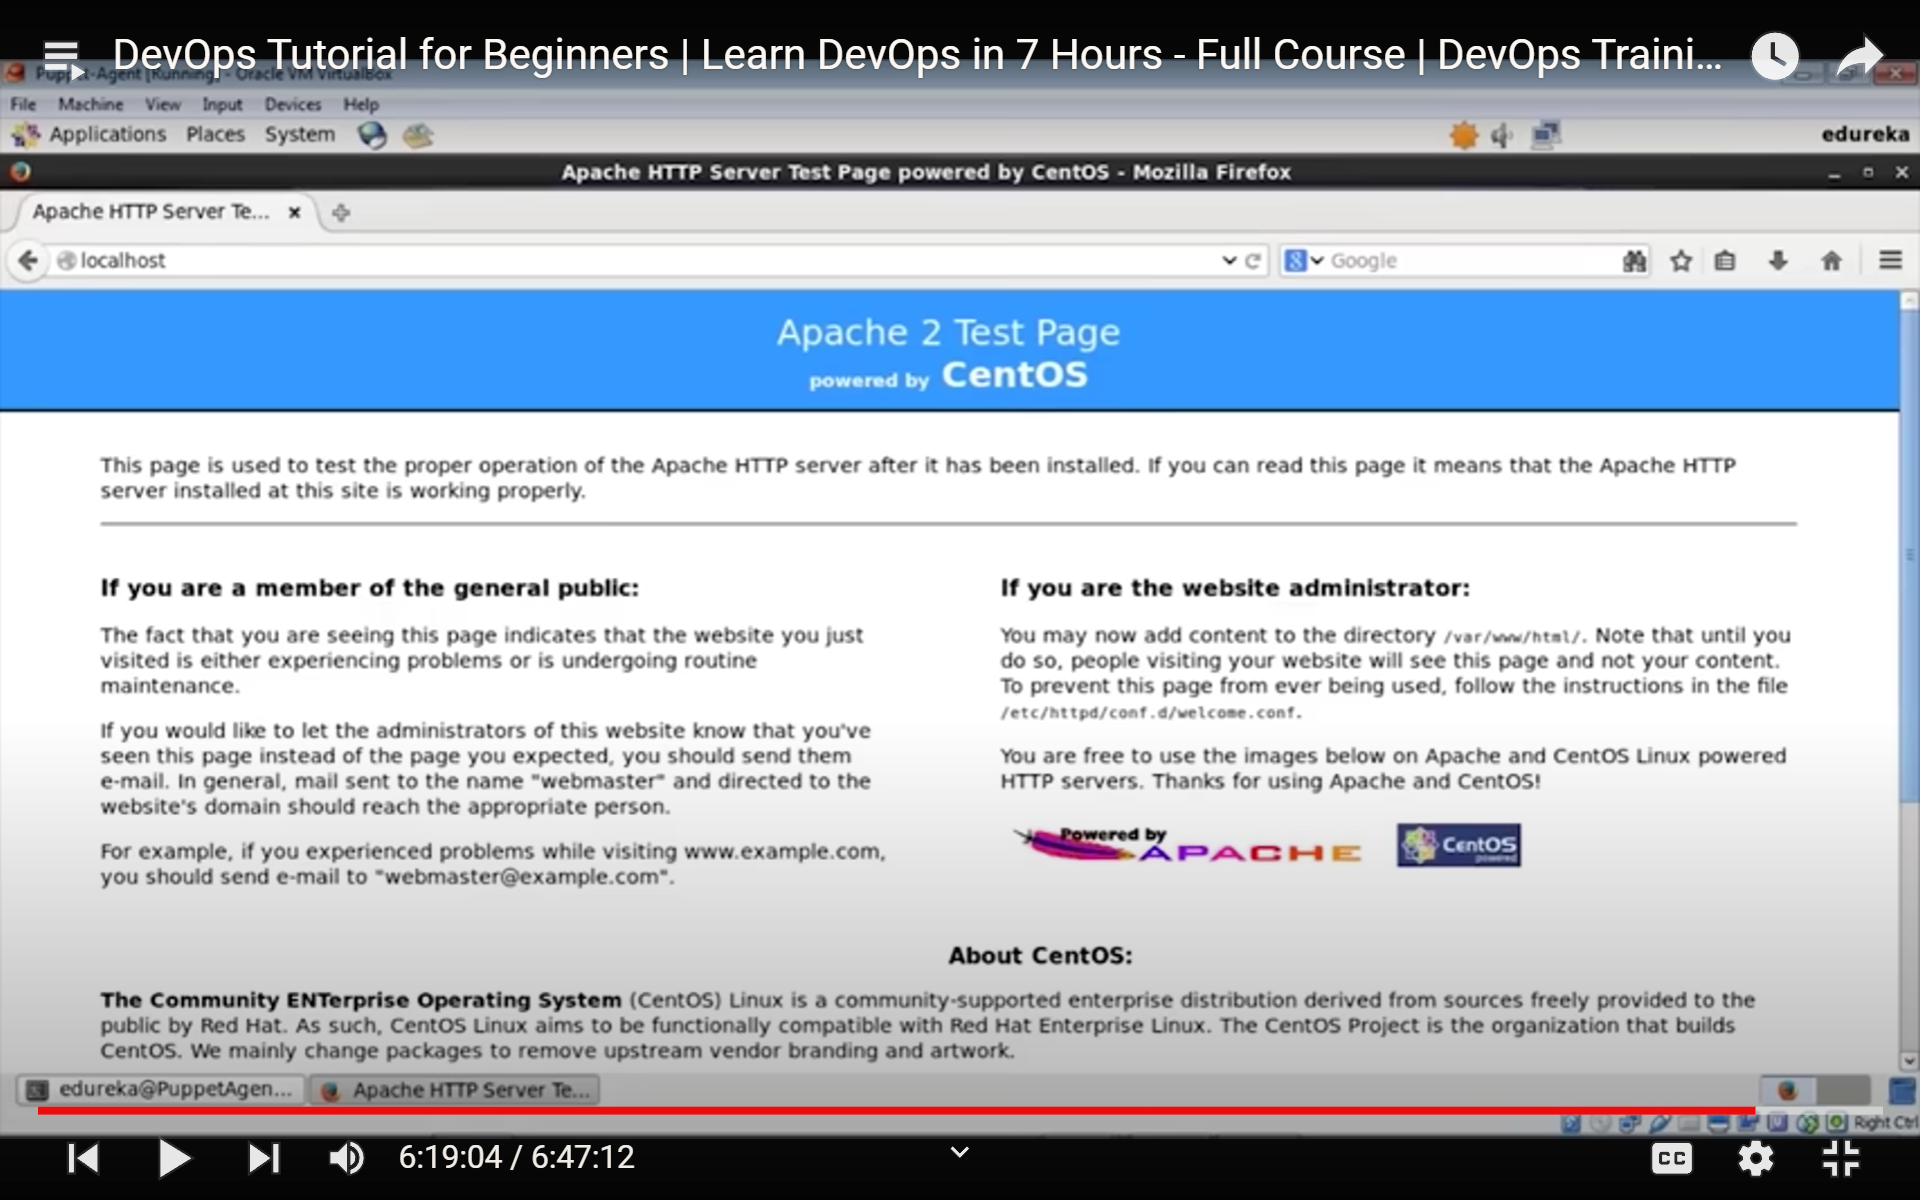 DevOps Tutorial for Beginners | Learn DevOps in 7 Hours - Full Course | DevOps Traini...
Puppet-Agent [Running] - Oracle VM VirtualBox
File Machine View Input Devices Help
Applications Places System edureka
Apache HTTP Server Test Page powered by CentOS - Mozilla Firefox
Apache HTTP Server Te...
localhost
Google
Apache 2 Test Page
powered by CentOS
This page is used to test the proper operation of the Apache HTTP server after it has been installed. If you can read this page it means that the Apache HTTP
server installed at this site is working properly.
If you are a member of the general public:
The fact that you are seeing this page indicates that the website you just
visited is either experiencing problems or is undergoing routine
maintenance.
If you would like to let the administrators of this website know that you've
seen this page instead of the page you expected, you should send them
e-mail. In general, mail sent to the name "webmaster" and directed to the
website's domain should reach the appropriate person.
For example, if you experienced problems while visiting www.example.com,
you should send e-mail to "webmaster@example.com".
If you are the website administrator:
You may now add content to the directory /var/www/html/. Note that until you
do so, people visiting your website will see this page and not your content.
To prevent this page from ever being used, follow the instructions in the file
/etc/httpd/conf.d/welcome.conf.
You are free to use the images below on Apache and CentOS Linux powered
HTTP servers. Thanks for using Apache and CentOS!
Powered by
APACHE
CentOS
powered
About CentOS:
The Community ENTerprise Operating System (CentOS) Linux is a community-supported enterprise distribution derived from sources freely provided to the
public by Red Hat. As such, CentOS Linux aims to be functionally compatible with Red Hat Enterprise Linux. The CentOS Project is the organization that builds
CentOS. We mainly change packages to remove upstream vendor branding and artwork.
edureka@PuppetAgen...
Apache HTTP Server Te...
Right Ctrl
6:19:04 / 6:47:12
CC